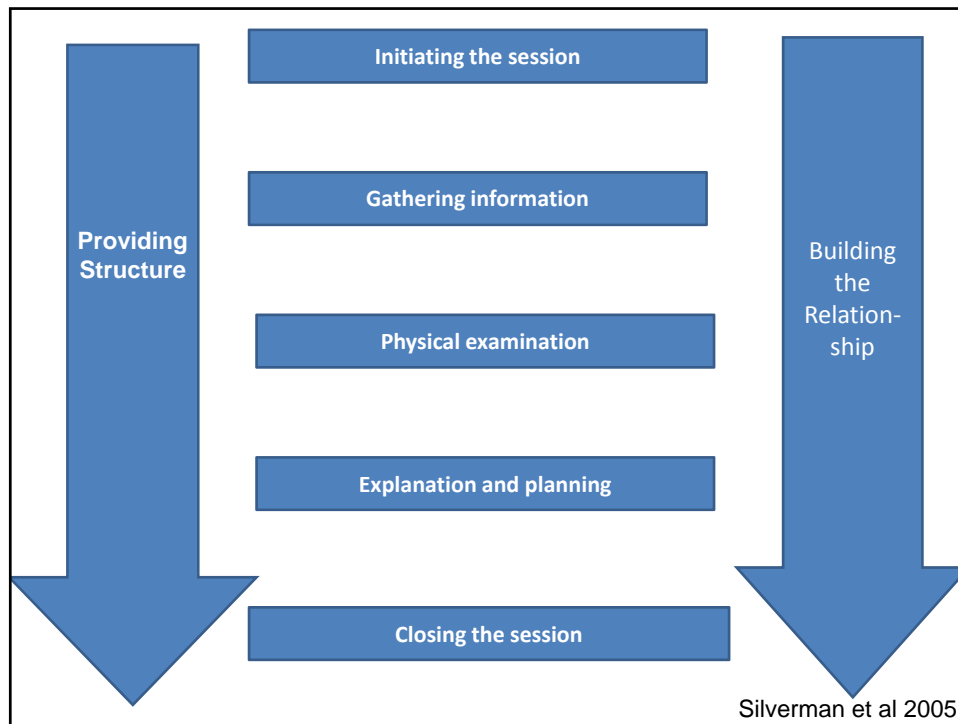 Initiating the session
Gathering information
Providing
Structure
Building
the
Relation-
ship
Physical examination
Explanation and planning
Closing the session
Silverman et al 2005